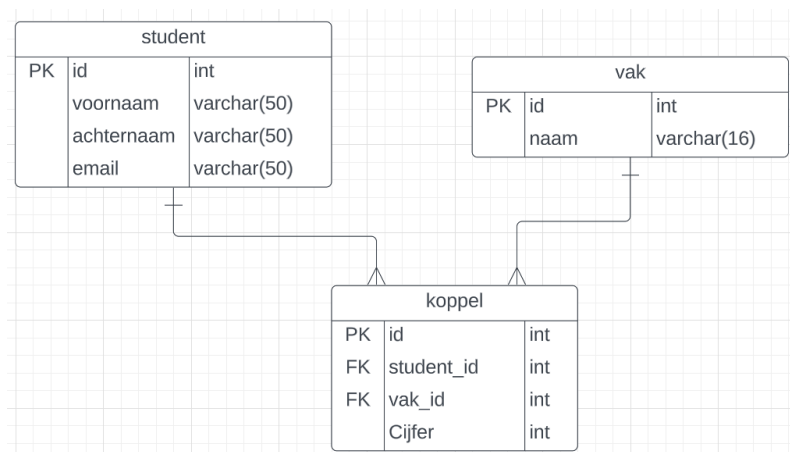 student
PK id int
voornaam varchar(50)
achternaam varchar(50)
email varchar(50)
vak
PK id int
naam varchar(16)
koppel
PK id int
FK student_id int
FK vak_id int
Cijfer int